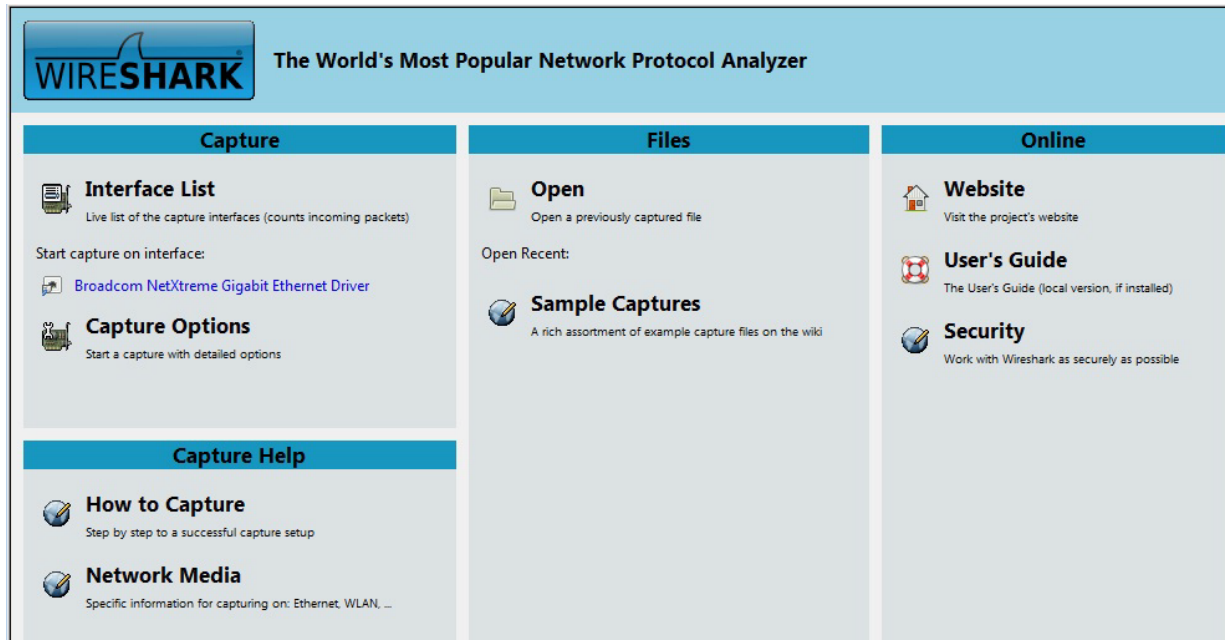 WIRESHARK
The World's Most Popular Network Protocol Analyzer
Capture
Interface List
Live list of the capture interfaces (counts incoming packets)
Start capture on interface:
Broadcom NetXtreme Gigabit Ethernet Driver
Capture Options
Start a capture with detailed options
Capture Help
How to Capture
Step by step to a successful capture setup
Network Media
Specific information for capturing on: Ethernet, WLAN, ...
Files
Open
Open a previously captured file
Open Recent:
Sample Captures
A rich assortment of example capture files on the wiki
Online
Website
Visit the project's website
User's Guide
The User's Guide (local version, if installed)
Security
Work with Wireshark as securely as possible